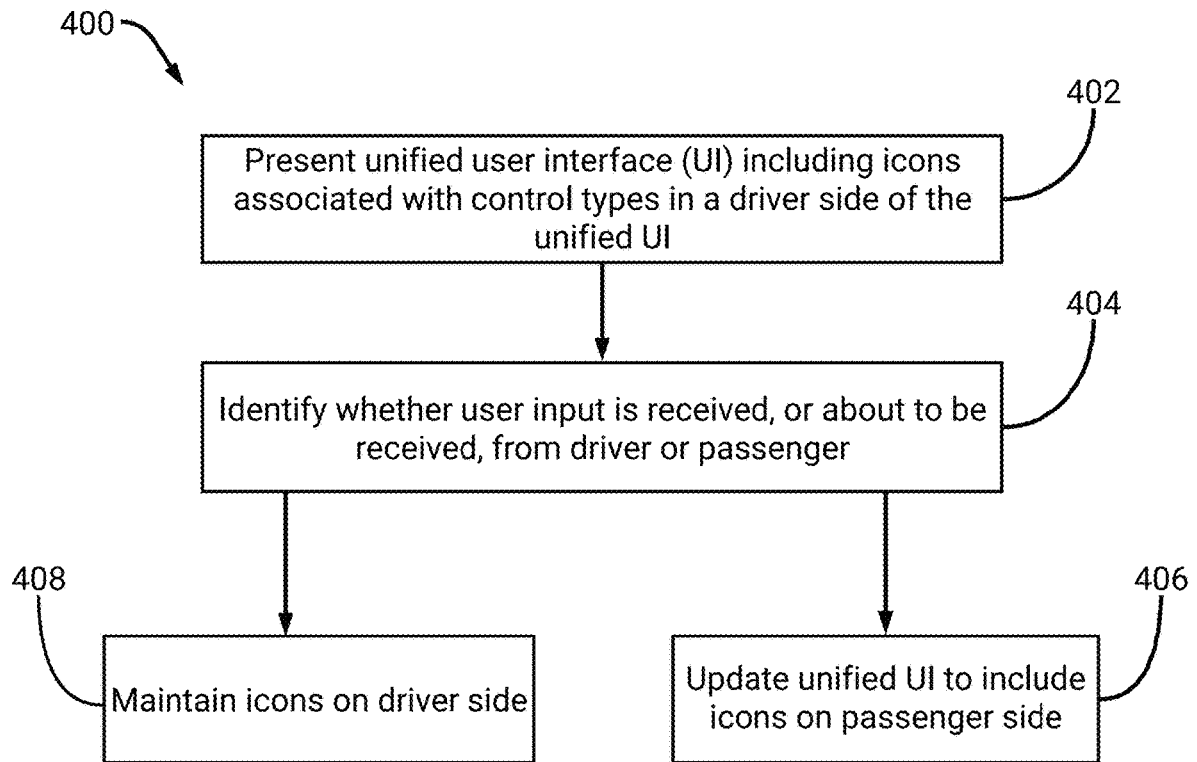 400
402
Present unified user interface (UI) including icons
associated with control types in a driver side of the
unified UI
404
Identify whether user input is received, or about to be
received, from driver or passenger
408
406
Maintain icons on driver side
Update unified UI to include
icons on passenger side